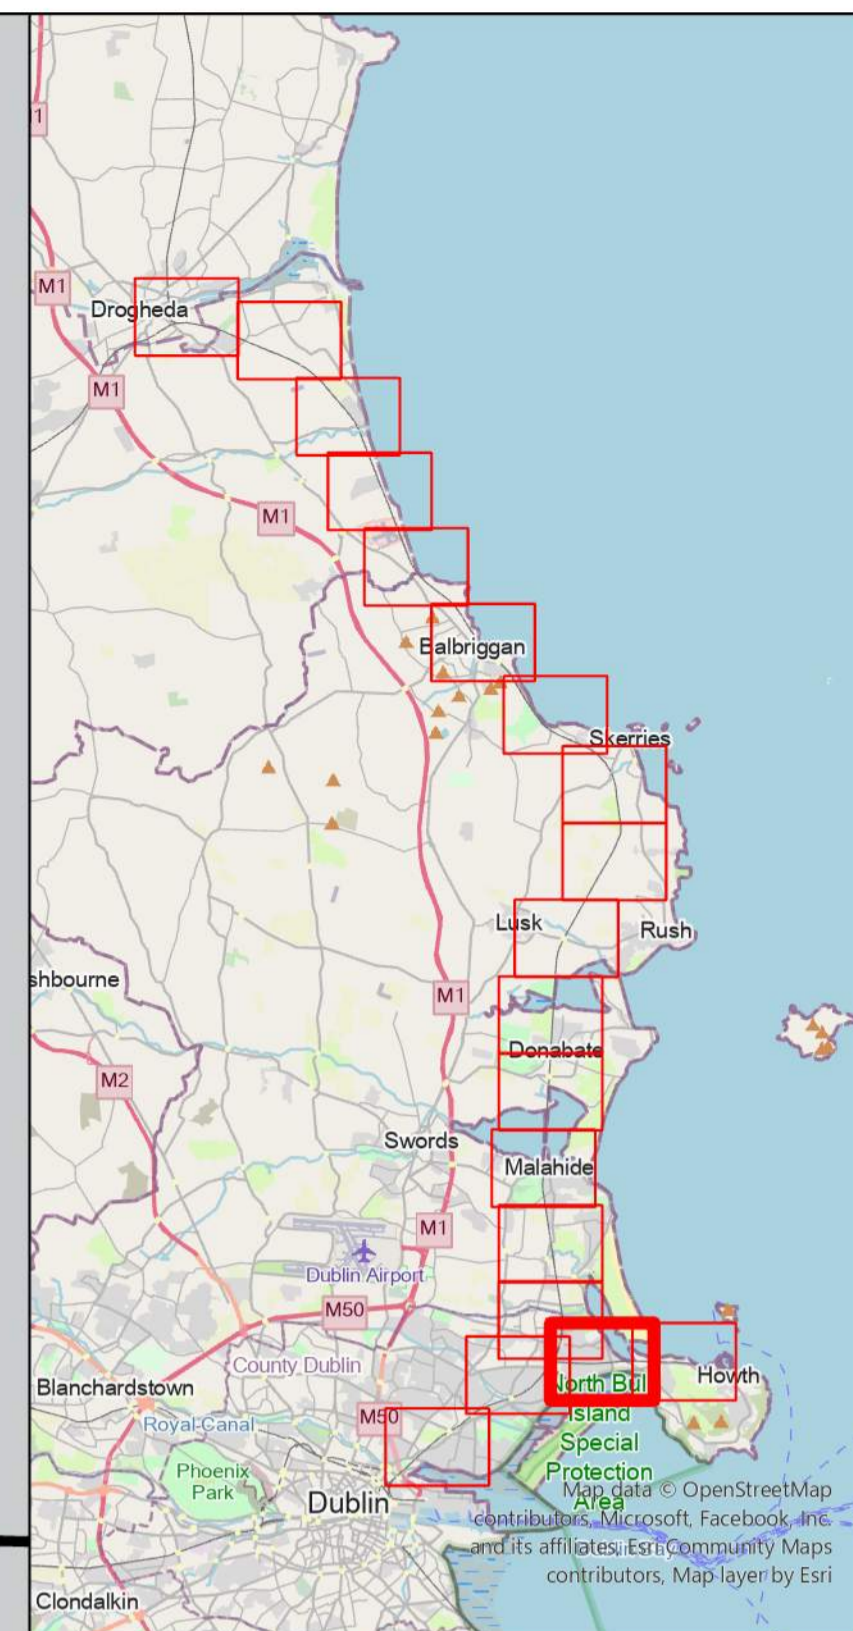 1
M1
Drogheda
M1
M1
Balbriggan
Skerries
Lusk
Rush
shbourne
M1
Donabate
M2
Swords
Malahide
M1
Dublin Airport
M50
County Dublin
Howth
Blanchardstown
North Bul
Island
Special
Protection
Area
M50
Royal Canal
Phoenix
Park
Dublin
Map data © OpenStreetMap
contributors, Microsoft, Facebook, Inc.
and its affiliates, Esri Community Maps
contributors, Map layer by Esri
Clondalkin